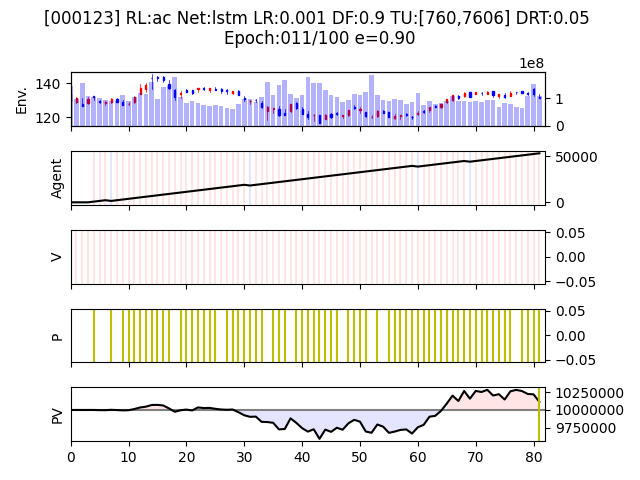 [000123] RL:ac Net:lstm LR:0.001 DF:0.9 TU:[760,7606] DRT:0.05
Epoch:011/100 e=0.90
1e8
Env.
140
120
1
0
Agent
50000
0
V
0.05
0.00
−0.05
P
0.05
0.00
−0.05
PV
10250000
10000000
9750000
0 10 20 30 40 50 60 70 80